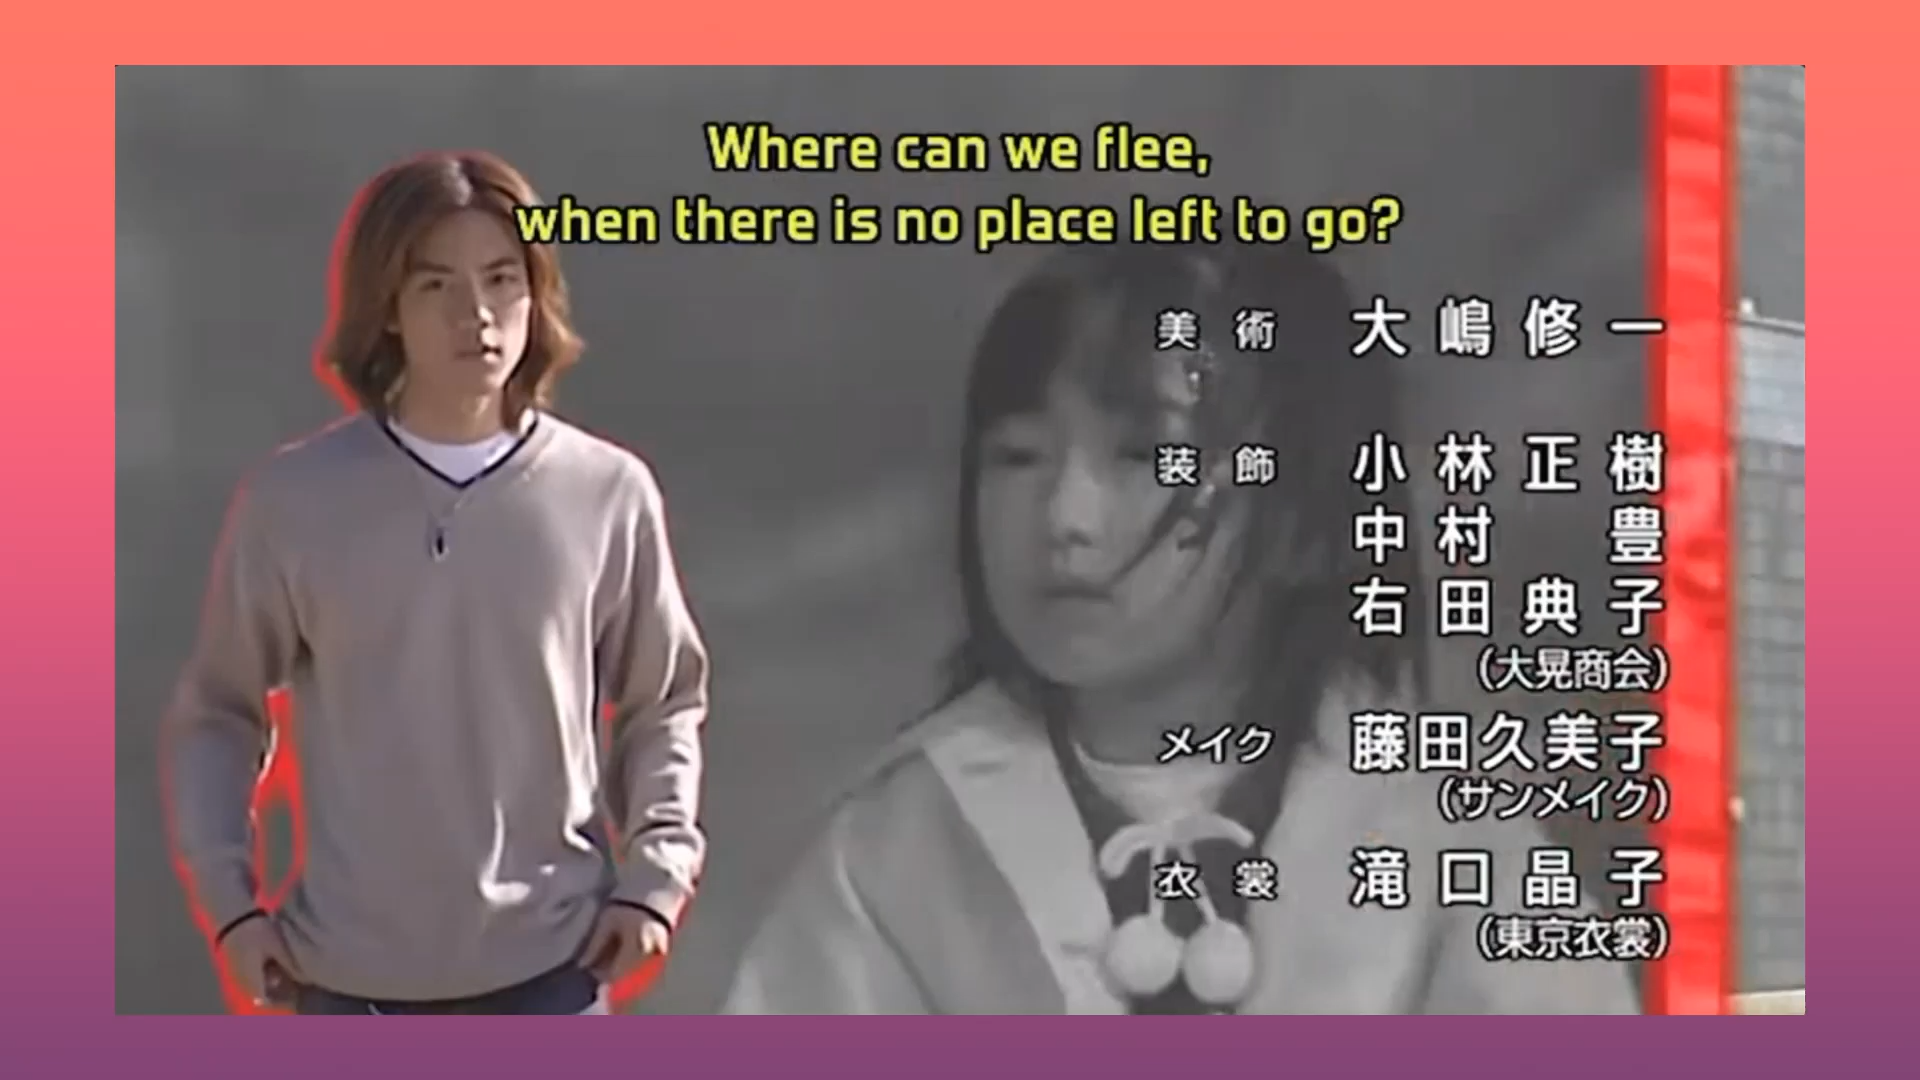 Where can we flee,
when there is no place left to go?
美術 大嶋修一
装飾 小林正樹
中村 豊
右田典子
(大晃商会)
メイク 藤田久美子
(サンメイク)
衣裳 滝口晶子
(東京衣裳)